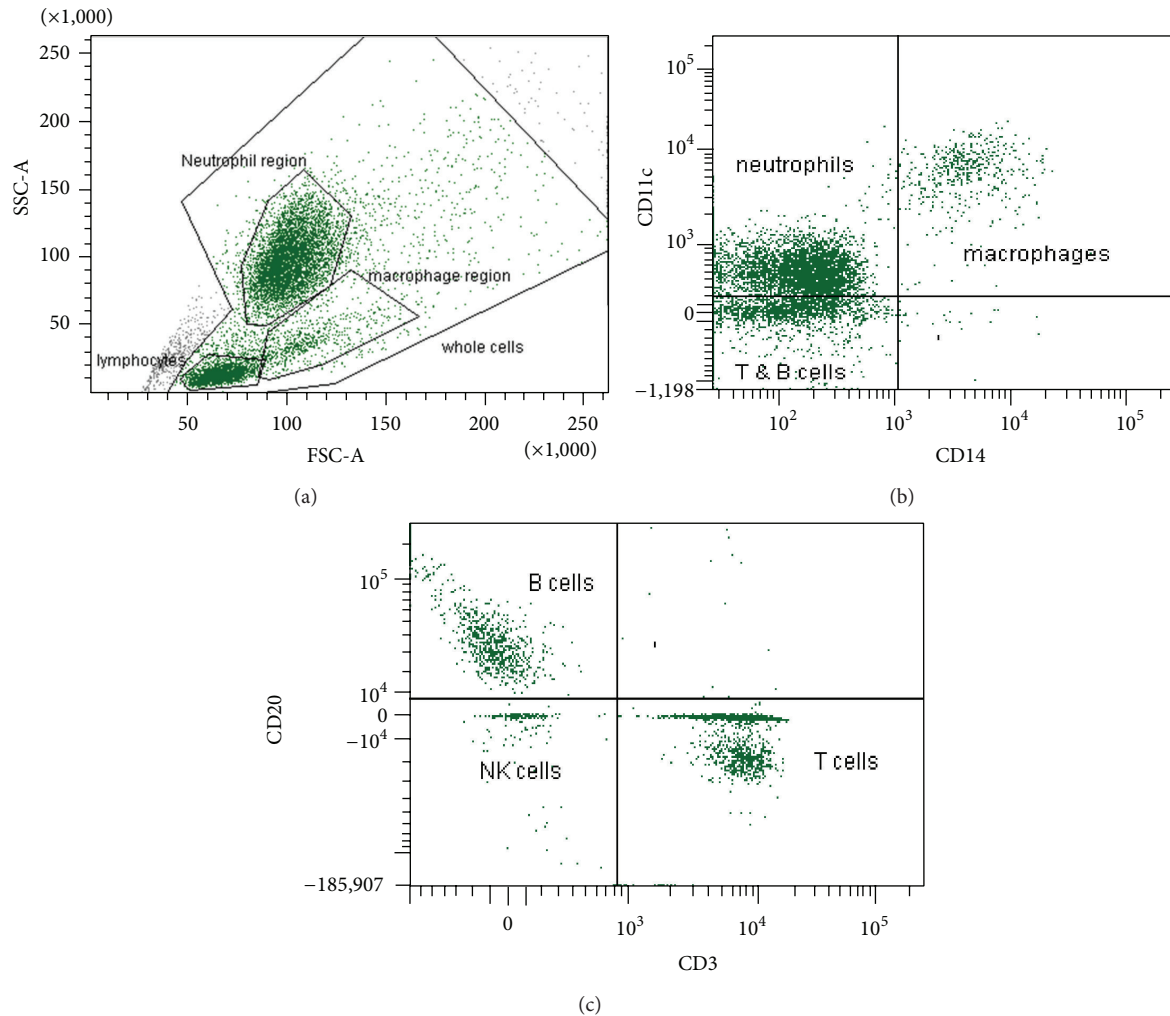 (×1,000)
250
200
150
100
50
SSC-A
Neutrophil region
macrophage region
lymphocytes
whole cells
50
100
150
200
250
FSC-A
(×1,000)
(a)
10^5
10^4
10^3
0
−1,198
CD11c
neutrophils
macrophages
T & B cells
10^2
10^3
10^4
10^5
CD14
(b)
10^5
10^4
0
−10^4
−185,907
CD20
B cells
NK cells
T cells
0
10^3
10^4
10^5
CD3
(c)